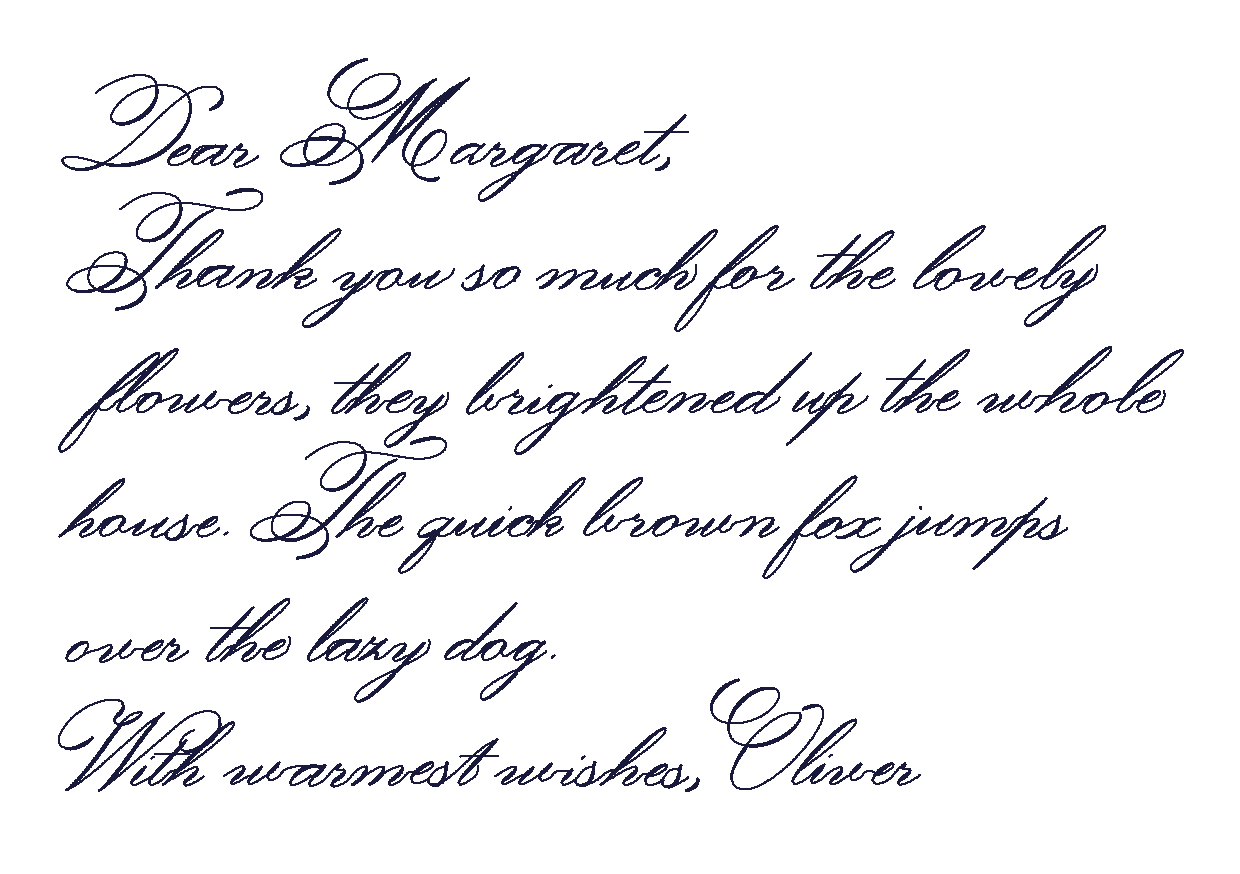 Dear Margaret,
Thank you so much for the lovely
flowers, they brightened up the whole
house. The quick brown fox jumps
over the lazy dog.
With warmest wishes, Oliver